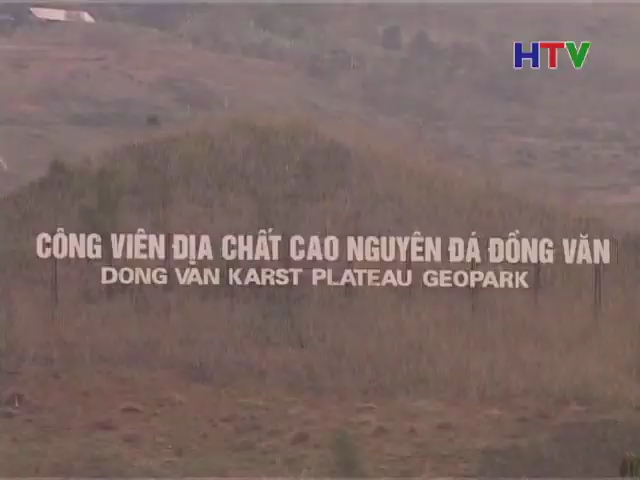 HTV
CÔNG VIÊN ĐỊA CHẤT CAO NGUYÊN ĐÁ ĐỒNG VĂN
DONG VAN KARST PLATEAU GEOPARK